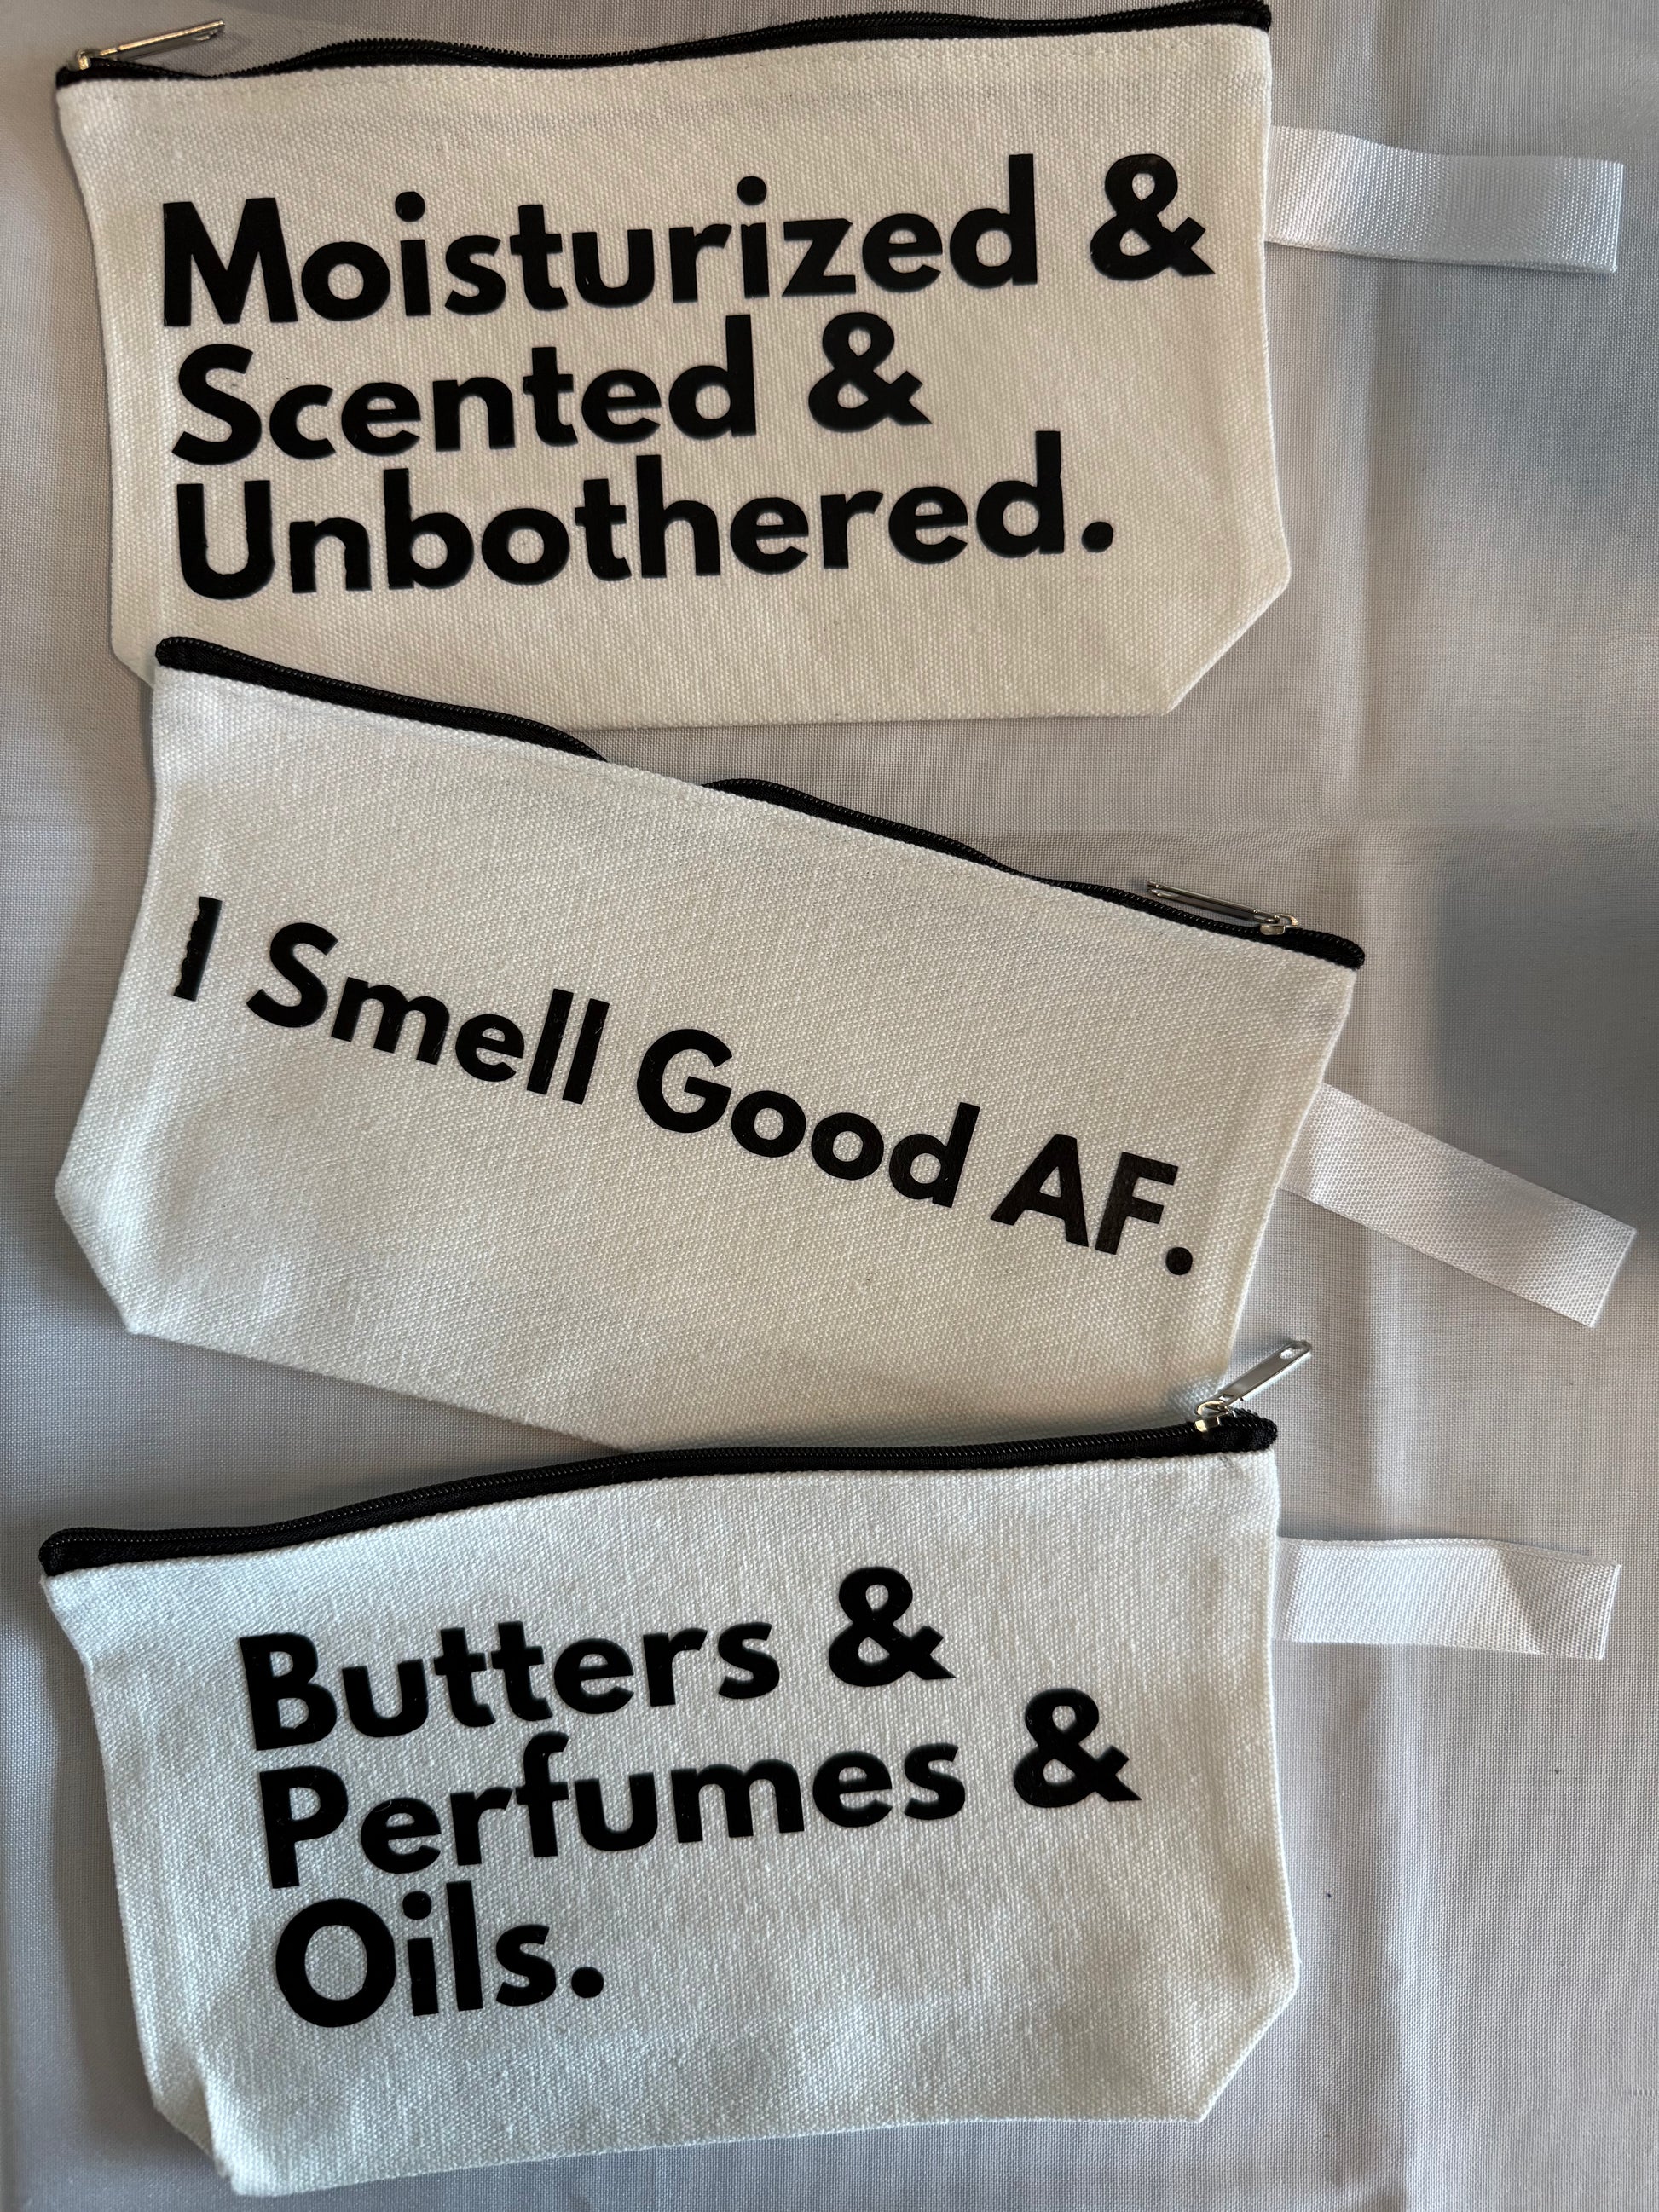 Moisturized &
Scented &
Unbothered.
I Smell Good AF.
Butters &
Perfumes &
Oils.